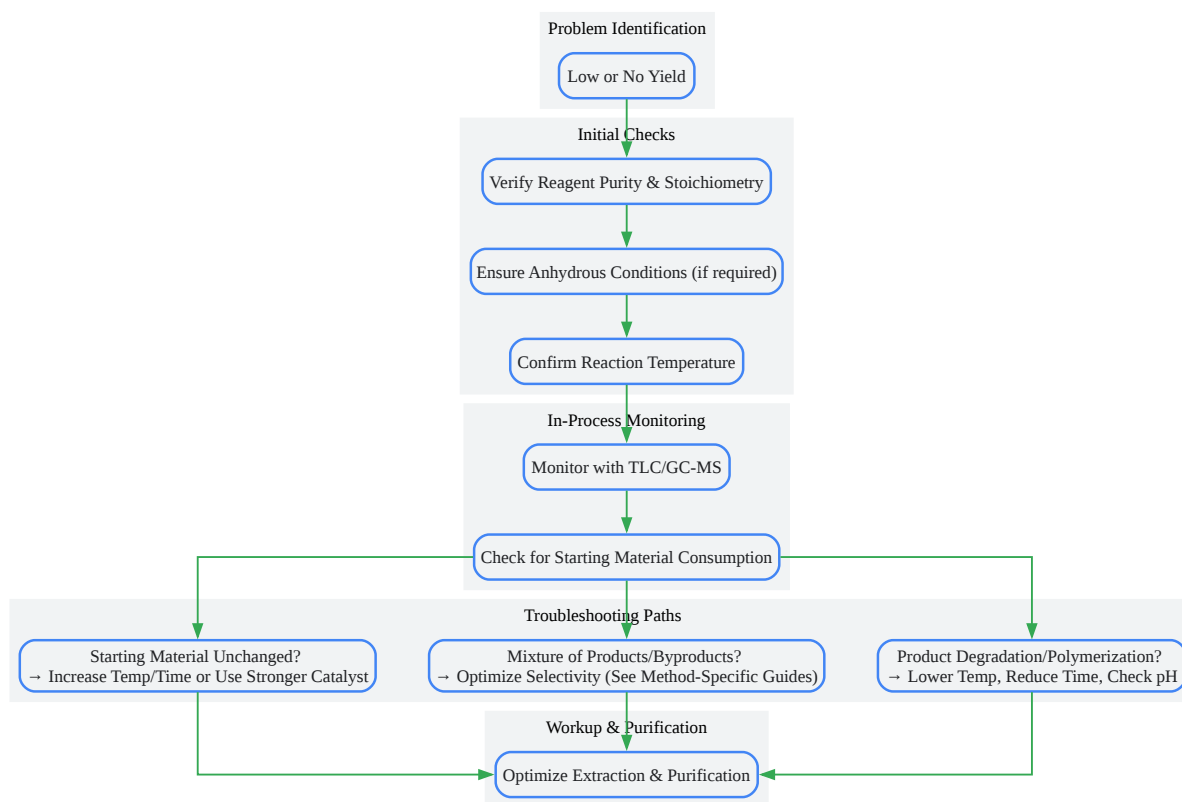 Problem Identification
Low or No Yield
Initial Checks
Verify Reagent Purity & Stoichiometry
Ensure Anhydrous Conditions (if required)
Confirm Reaction Temperature
In-Process Monitoring
Monitor with TLC/GC-MS
Check for Starting Material Consumption
Troubleshooting Paths
Starting Material Unchanged?
→ Increase Temp/Time or Use Stronger Catalyst
Mixture of Products/Byproducts?
→ Optimize Selectivity (See Method-Specific Guides)
Product Degradation/Polymerization?
→ Lower Temp, Reduce Time, Check pH
Workup & Purification
Optimize Extraction & Purification